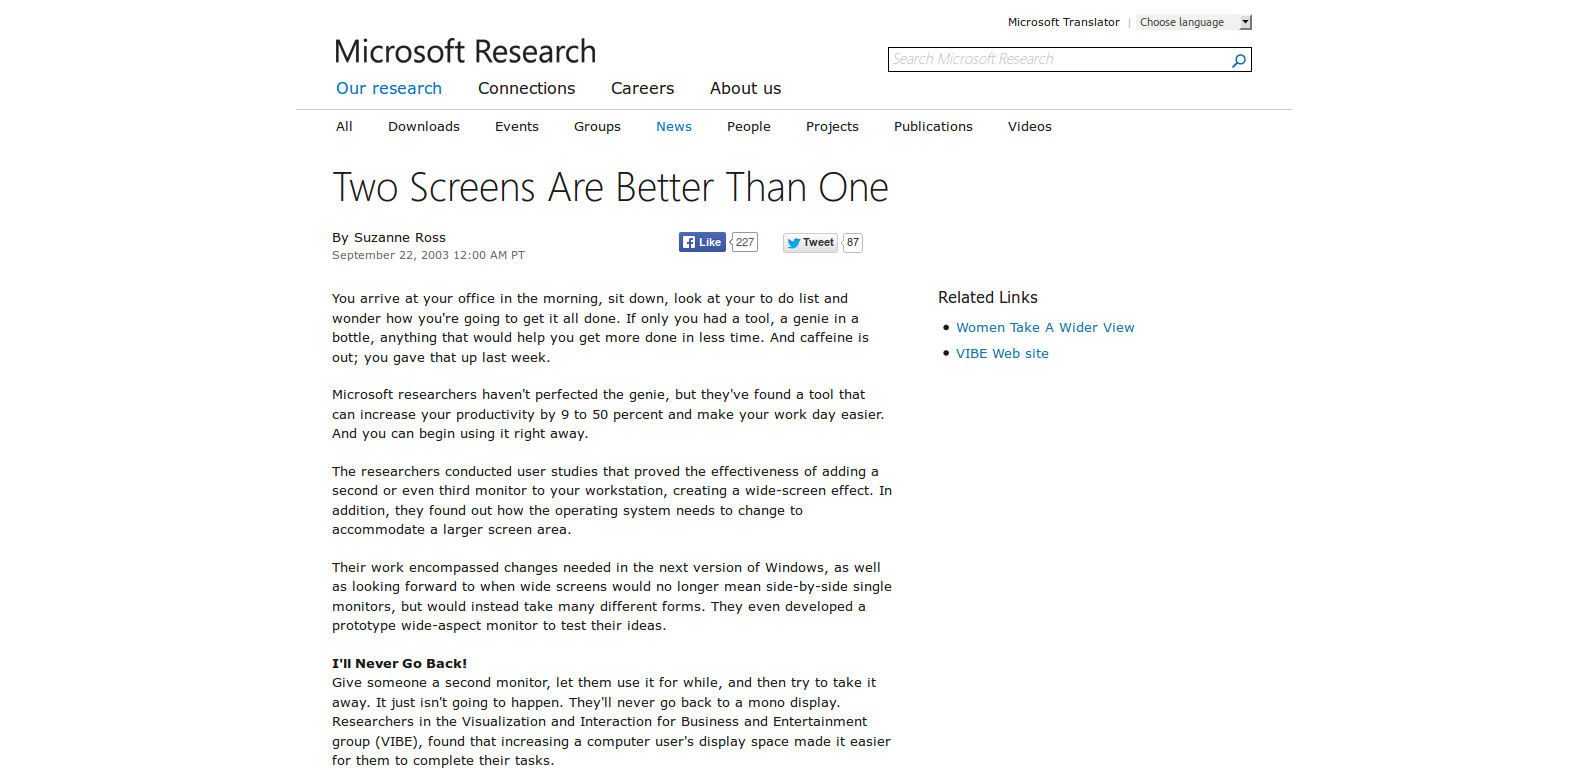 Microsoft Translator | Choose language
Microsoft Research
Search Microsoft Research
Our research Connections Careers About us
All Downloads Events Groups News People Projects Publications Videos
Two Screens Are Better Than One
By Suzanne Ross
September 22, 2003 12:00 AM PT
Like 227 Tweet 87
You arrive at your office in the morning, sit down, look at your to do list and
wonder how you're going to get it all done. If only you had a tool, a genie in a
bottle, anything that would help you get more done in less time. And caffeine is
out; you gave that up last week.
Microsoft researchers haven't perfected the genie, but they've found a tool that
can increase your productivity by 9 to 50 percent and make your work day easier.
And you can begin using it right away.
The researchers conducted user studies that proved the effectiveness of adding a
second or even third monitor to your workstation, creating a wide-screen effect. In
addition, they found out how the operating system needs to change to
accommodate a larger screen area.
Their work encompassed changes needed in the next version of Windows, as well
as looking forward to when wide screens would no longer mean side-by-side single
monitors, but would instead take many different forms. They even developed a
prototype wide-aspect monitor to test their ideas.
I'll Never Go Back!
Give someone a second monitor, let them use it for while, and then try to take it
away. It just isn't going to happen. They'll never go back to a mono display.
Researchers in the Visualization and Interaction for Business and Entertainment
group (VIBE), found that increasing a computer user's display space made it easier
for them to complete their tasks.
Related Links
• Women Take A Wider View
• VIBE Web site